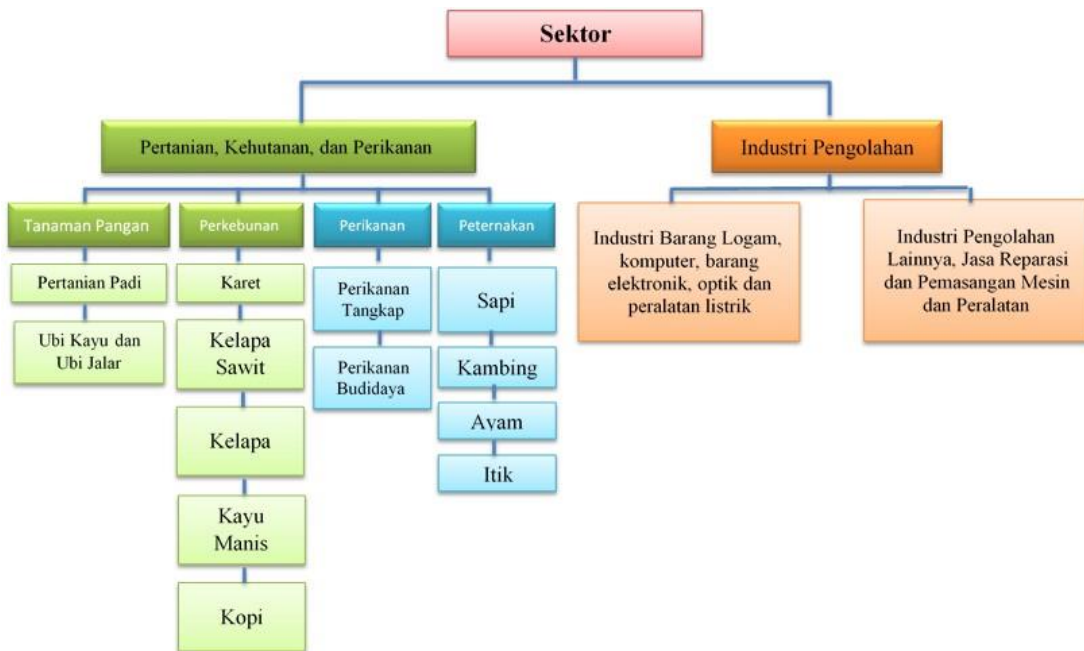 Sektor
Pertanian, Kehutanan, dan Perikanan
Industri Pengolahan
Tanaman Pangan
Perkebunan
Perikanan
Peternakan
Pertanian Padi
Ubi Kayu dan
Ubi Jalar
Karet
Kelapa
Sawit
Kelapa
Kayu
Manis
Kopi
Perikanan
Tangkap
Perikanan
Budidaya
Sapi
Kambing
Ayam
Itik
Industri Barang Logam,
komputer, barang
elektronik, optik dan
peralatan listrik
Industri Pengolahan
Lainnya, Jasa Reparasi
dan Pemasangan Mesin
dan Peralatan